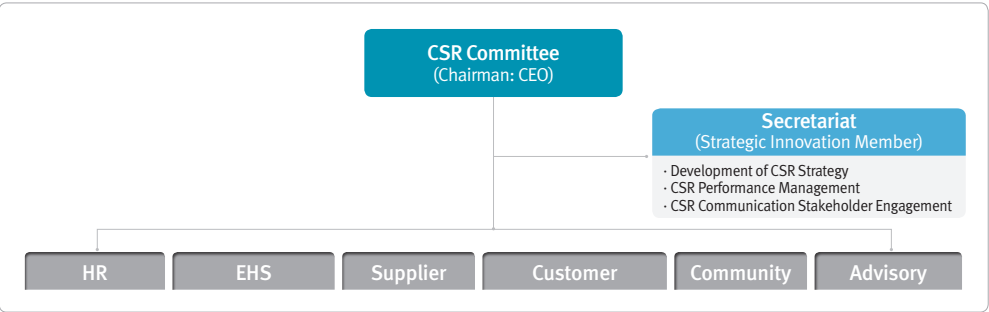 CSR Committee
(Chairman: CEO)
Secretariat
(Strategic Innovation Member)
· Development of CSR Strategy
· CSR Performance Management
· CSR Communication Stakeholder Engagement
HR
EHS
Supplier
Customer
Community
Advisory